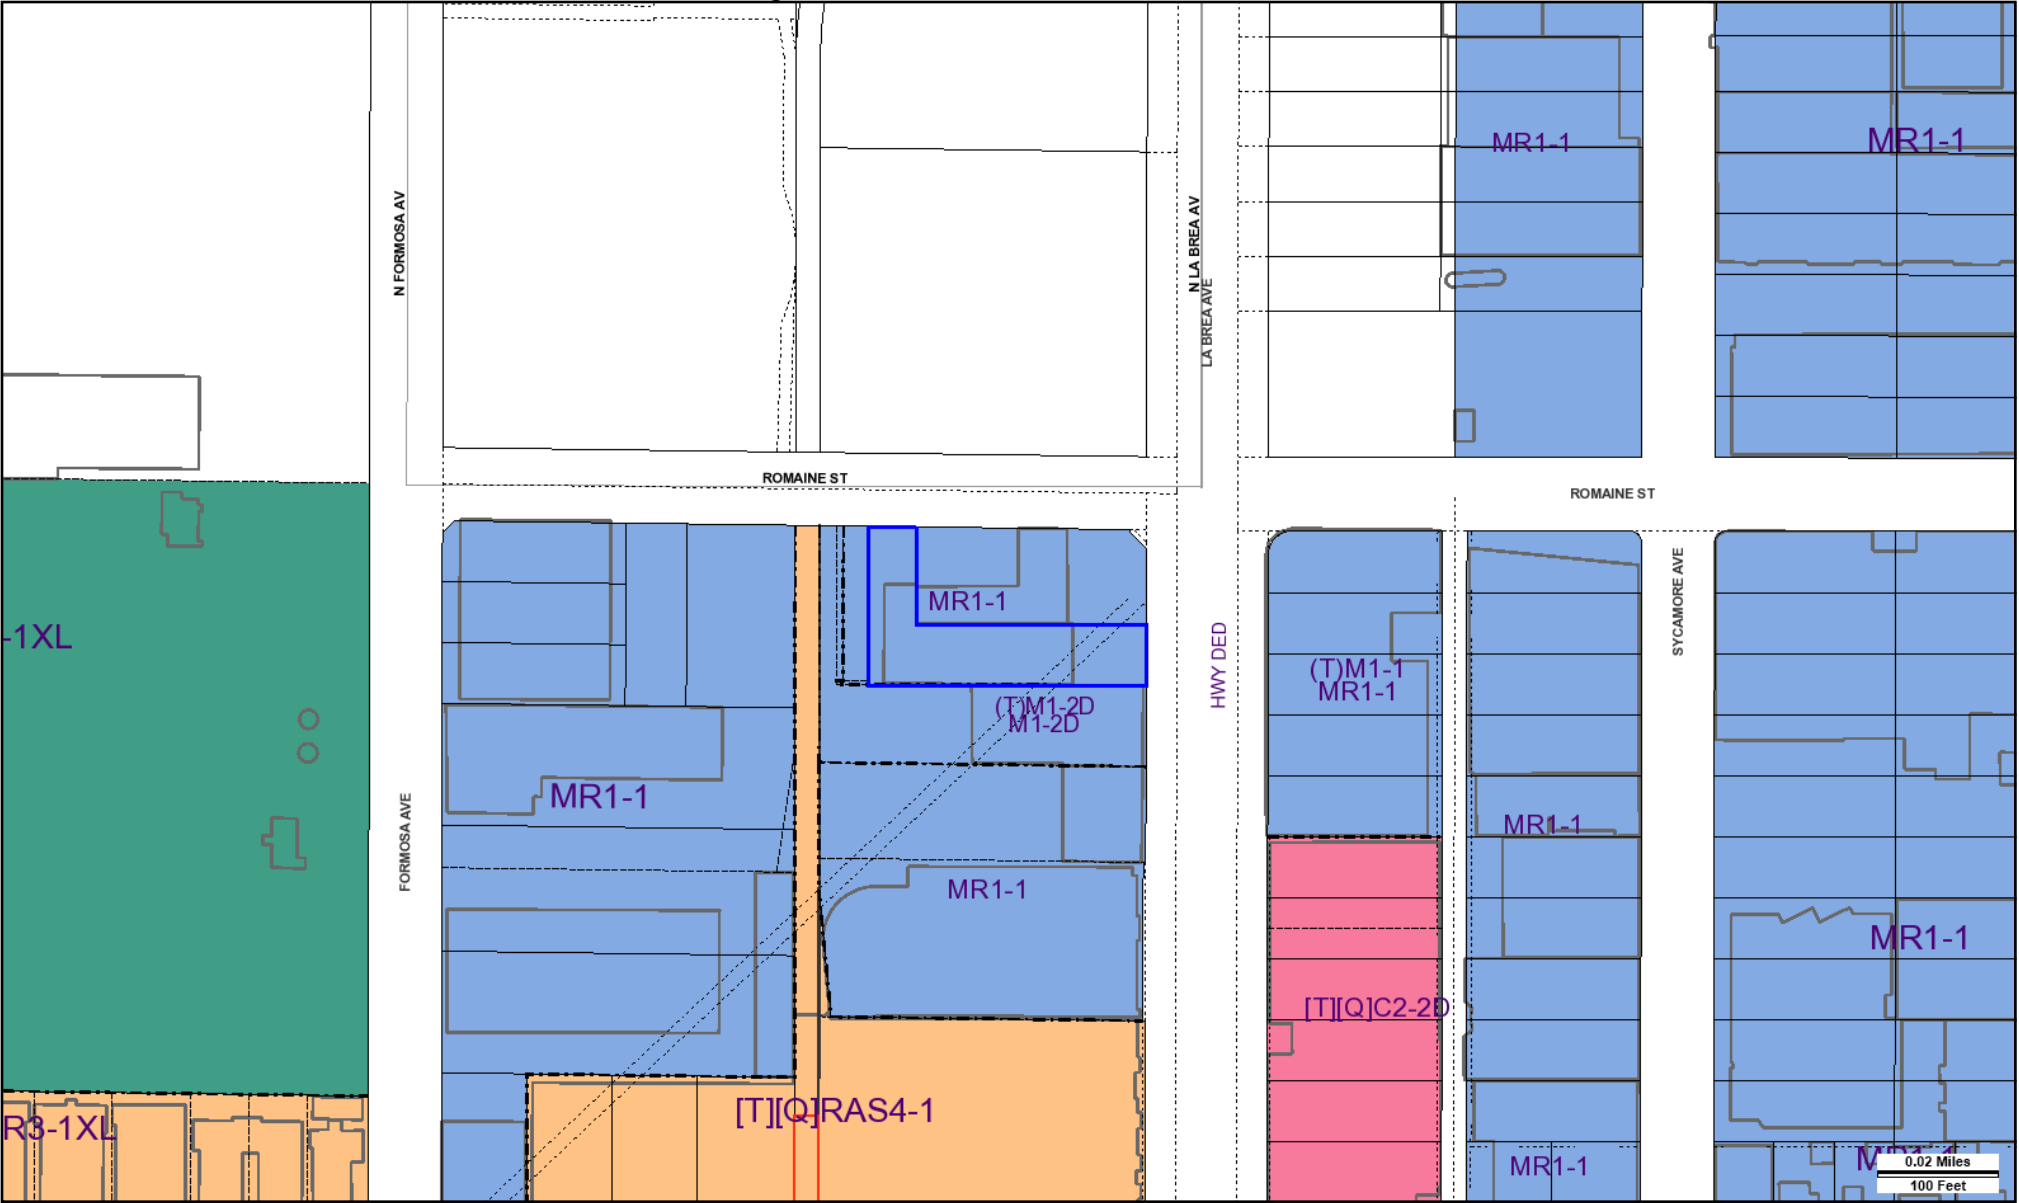 MR1-1
MR1-1
N FORMOSA AV
N LA BREA AV
LA BREA AVE
ROMAINE ST
ROMAINE ST
SYCAMORE AVE
MR1-1
-1XL
HWY DED
(T)M1-1
MR1-1
(T)M1-2D
M1-2D
MR1-1
FORMOSA AVE
MR1-1
MR1-1
MR1-1
[T][Q]C2-2D
[T][Q]RAS4-1
R3-1XL
MR1-1
MR1-1
0.02 Miles
100 Feet